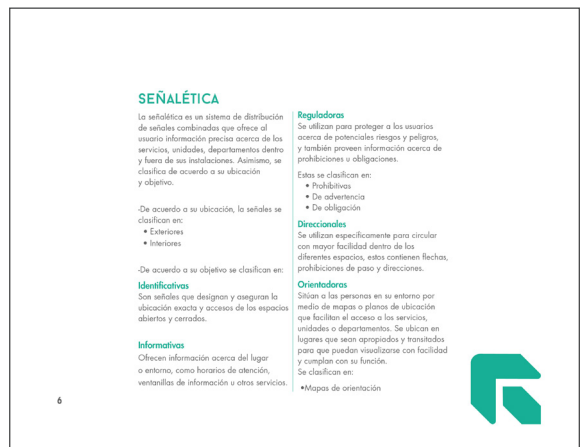 SEÑALÉTICA
La señalética es un sistema de distribución
de señales combinadas que ofrece al
usuario información precisa acerca de los
servicios, unidades, departamentos dentro
y fuera de sus instalaciones. Asimismo, se
clasifica de acuerdo a su ubicación
y objetivo.
-De acuerdo a su ubicación, la señales se
clasifican en:
• Exteriores
• Interiores
-De acuerdo a su objetivo se clasifican en:
Identificativas
Son señales que designan y aseguran la
ubicación exacta y accesos de los espacios
abiertos y cerrados.
Informativas
Ofrecen información acerca del lugar
o entorno, como horarios de atención,
ventanillas de información u otros servicios.
Reguladoras
Se utilizan para proteger a los usuarios
acerca de potenciales riesgos y peligros,
y también proveen información acerca de
prohibiciones u obligaciones.
Estas se clasifican en:
• Prohibitivas
• De advertencia
• De obligación
Direccionales
Se utilizan específicamente para circular
con mayor facilidad dentro de los
diferentes espacios, estos contienen flechas,
prohibiciones de paso y direcciones.
Orientadoras
Sitúan a las personas en su entorno por
medio de mapas o planos de ubicación
que facilitan el acceso a los servicios,
unidades o departamentos. Se ubican en
lugares que sean apropiados y transitados
para que puedan visualizarse con facilidad
y cumplan con su función.
Se clasifican en:
•Mapas de orientación
6